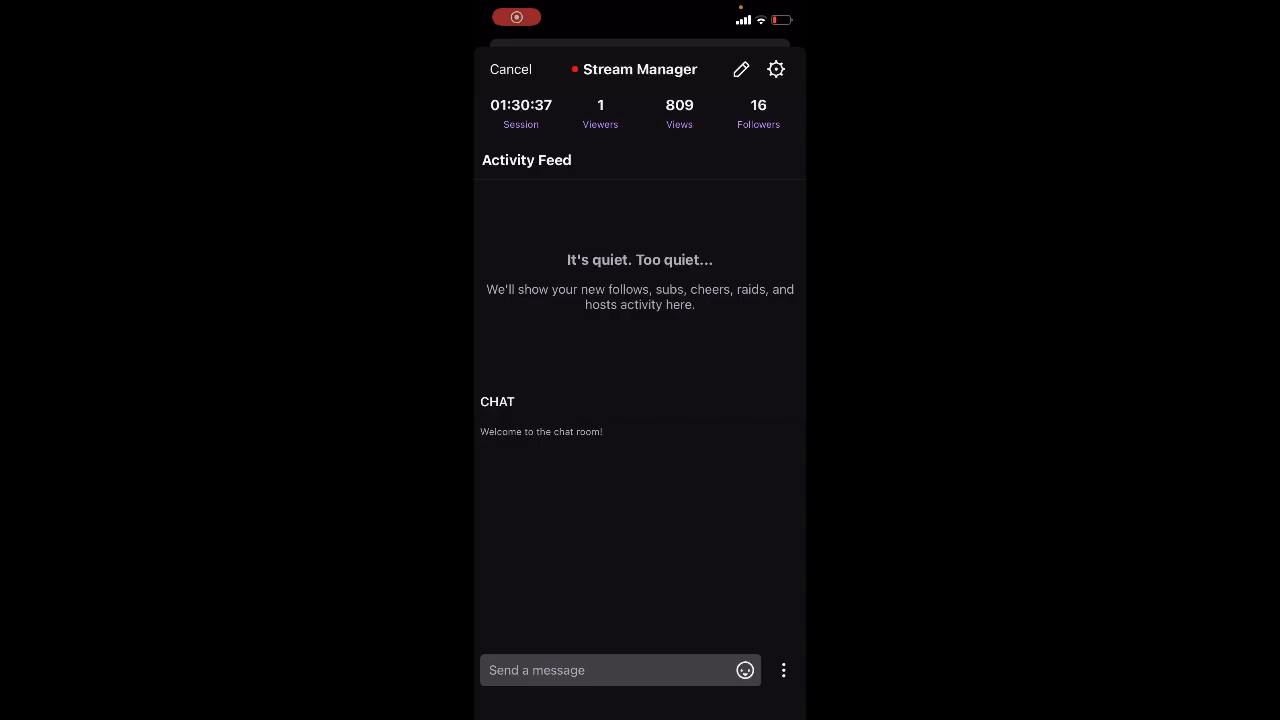 Cancel
Stream Manager
01:30:37 1 809 16
Session Viewers Views Followers
Activity Feed
It's quiet. Too quiet...
We'll show your new follows, subs, cheers, raids, and
hosts activity here.
CHAT
Welcome to the chat room!
Send a message